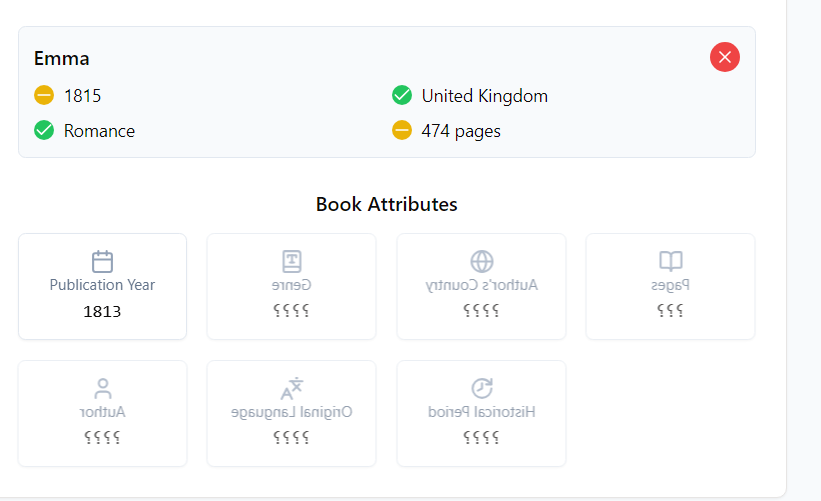 Emma
1815
United Kingdom
Romance
474 pages
Book Attributes
Publication Year
1813
Genre
????
Author's Country
????
Pages
???
Author
????
Original Language
????
Historical Period
????